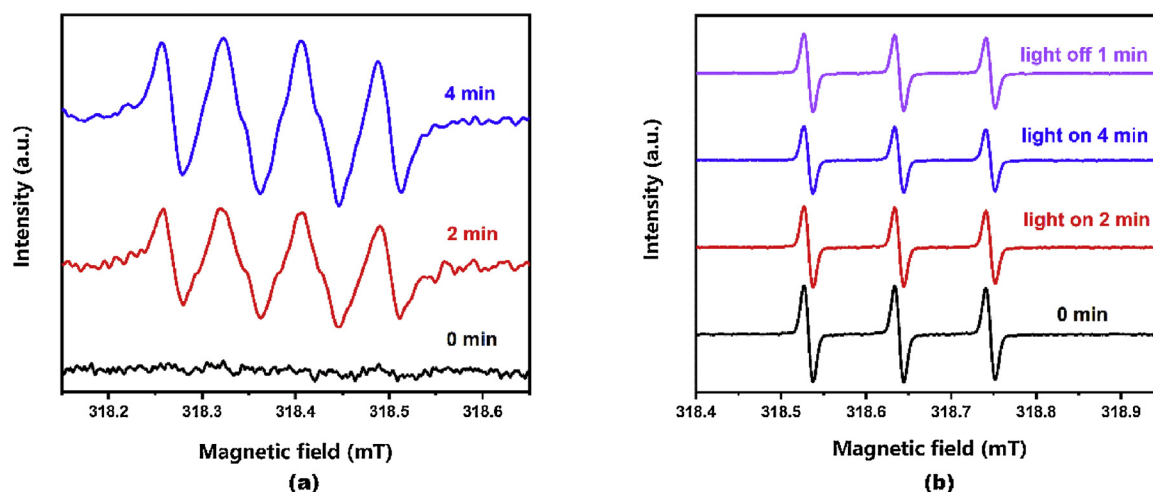 Intensity (a.u.)
4 min
2 min
0 min
318.2 318.3 318.4 318.5 318.6
Magnetic field (mT)
(a)
Intensity (a.u.)
light off 1 min
light on 4 min
light on 2 min
0 min
318.4 318.5 318.6 318.7 318.8 318.9
Magnetic field (mT)
(b)